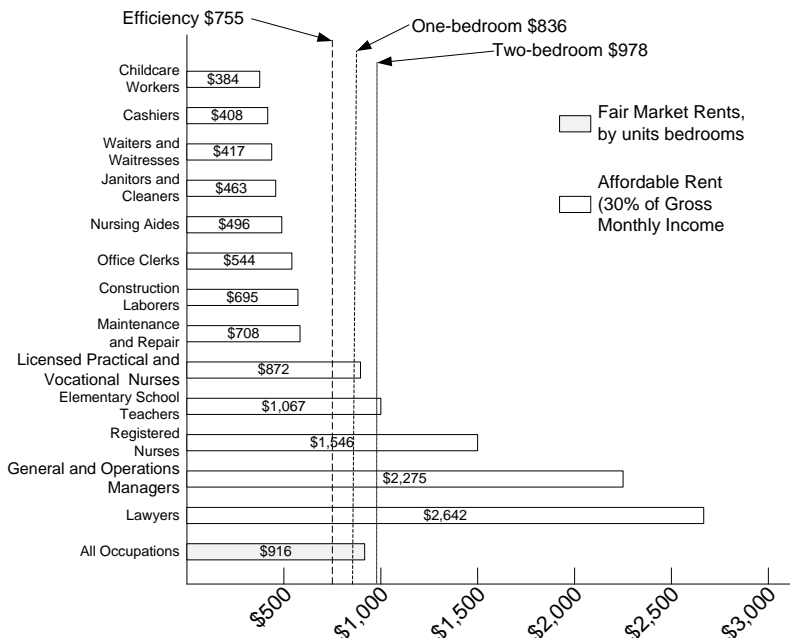 Efficiency $755
One-bedroom $836
Two-bedroom $978
Childcare
Workers
$384
Cashiers
$408
Waiters and
Waitresses
$417
Janitors and
Cleaners
$463
Nursing Aides
$496
Office Clerks
$544
Construction
Laborers
$695
Maintenance
and Repair
$708
Licensed Practical and
Vocational Nurses
$872
Elementary School
Teachers
$1,067
Registered
Nurses
$1,546
General and Operations
Managers
$2,275
Lawyers
$2,642
All Occupations
$916
Fair Market Rents,
by units bedrooms
Affordable Rent
(30% of Gross
Monthly Income
$500
$1,000
$1,500
$2,000
$2,500
$3,000